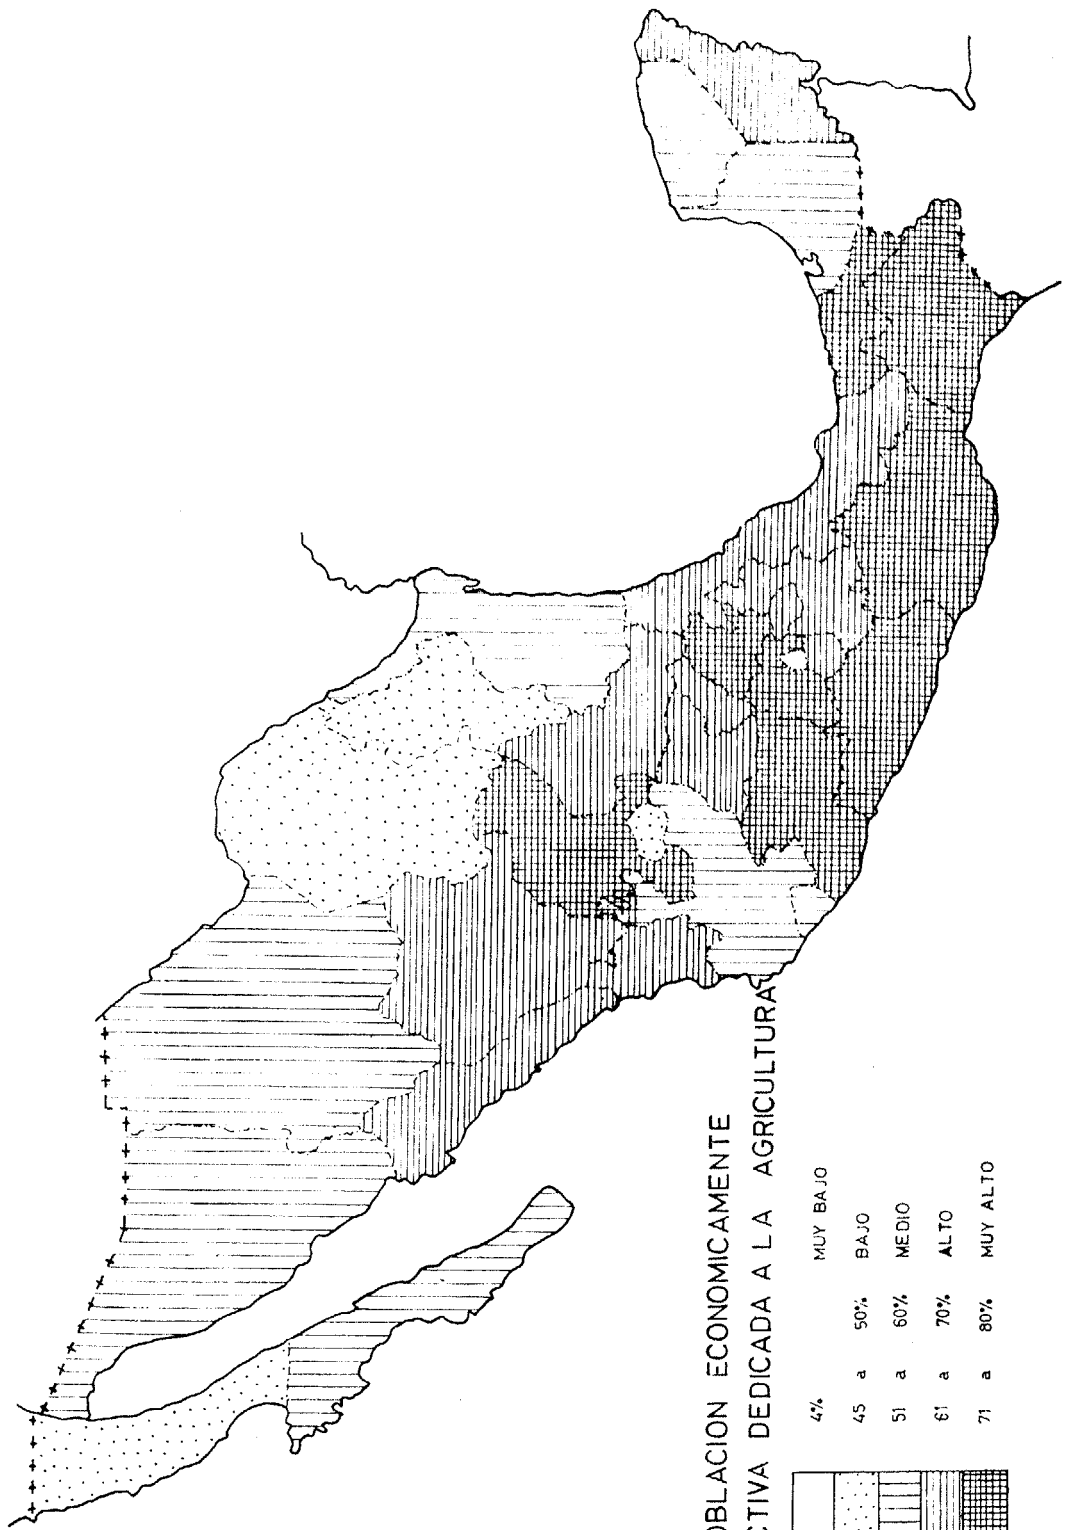 OBLACION ECONOMICAMENTE
CTIVA DEDICADA A LA AGRICULTURA
4% MUY BAJO
45 a 50% BAJO
51 a 60% MEDIO
61 a 70% ALTO
71 a 80% MUY ALTO